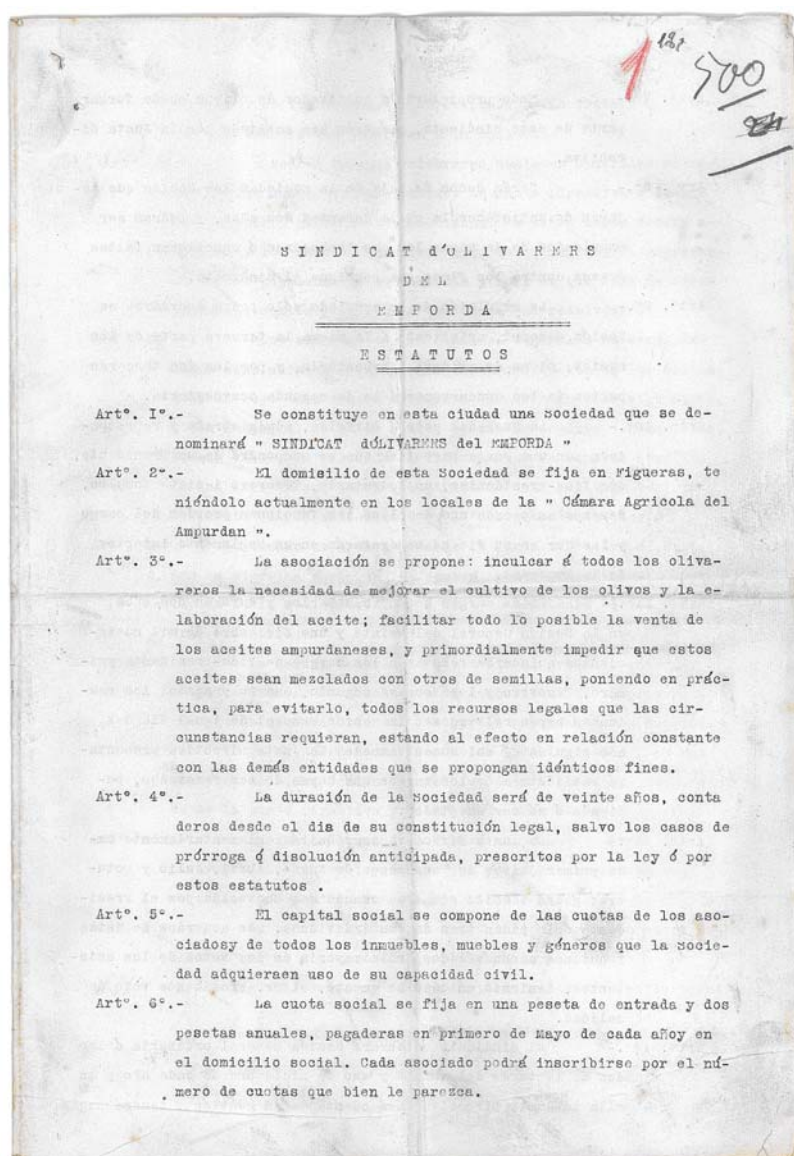 1 181
500
SINDICAT d'OLIVARERS
DEL
EMPORDA
ESTATUTOS
Artº. Iº.- Se constituye en esta ciudad una sociedad que se de-
nominará " SINDICAT dÓLIVARERS del EMPORDA "
Artº. 2º.- El domisilio de esta Sociedad se fija en Figueras, te
niéndolo actualmente en los locales de la " Cámara Agricola del
Ampurdan ".
Artº. 3º.- La asociación se propone: inculcar á todos los oliva-
reros la necesidad de mejorar el cultivo de los olivos y la e-
laboración del aceite; facilitar todo lo posible la venta de
los aceites ampurdaneses, y primordialmente impedir que estos
aceites sean mezclados con otros de semillas, poniendo en prác-
tica, para evitarlo, todos los recursos legales que las cir-
cunstancias requieran, estando al efecto en relación constante
con las demás entidades que se propongan idénticos fines.
Artº. 4º.- La duración de la Sociedad será de veinte años, conta
deros desde el dia de su constitución legal, salvo los casos de
prórroga ó disolución anticipada, prescritos por la ley ó por
estos estatutos .
Artº. 5º.- El capital social se compone de las cuotas de los aso-
ciadosy de todos los inmuebles, muebles y géneros que la Socie-
dad adquieraen uso de su capacidad civil.
Artº. 6º.- La cuota social se fija en una peseta de entrada y dos
pesetas anuales, pagaderas en primero de Mayo de cada añoy en
el domicilio social. Cada asociado podrá inscribirse por el nú-
mero de cuotas que bien le parezca.